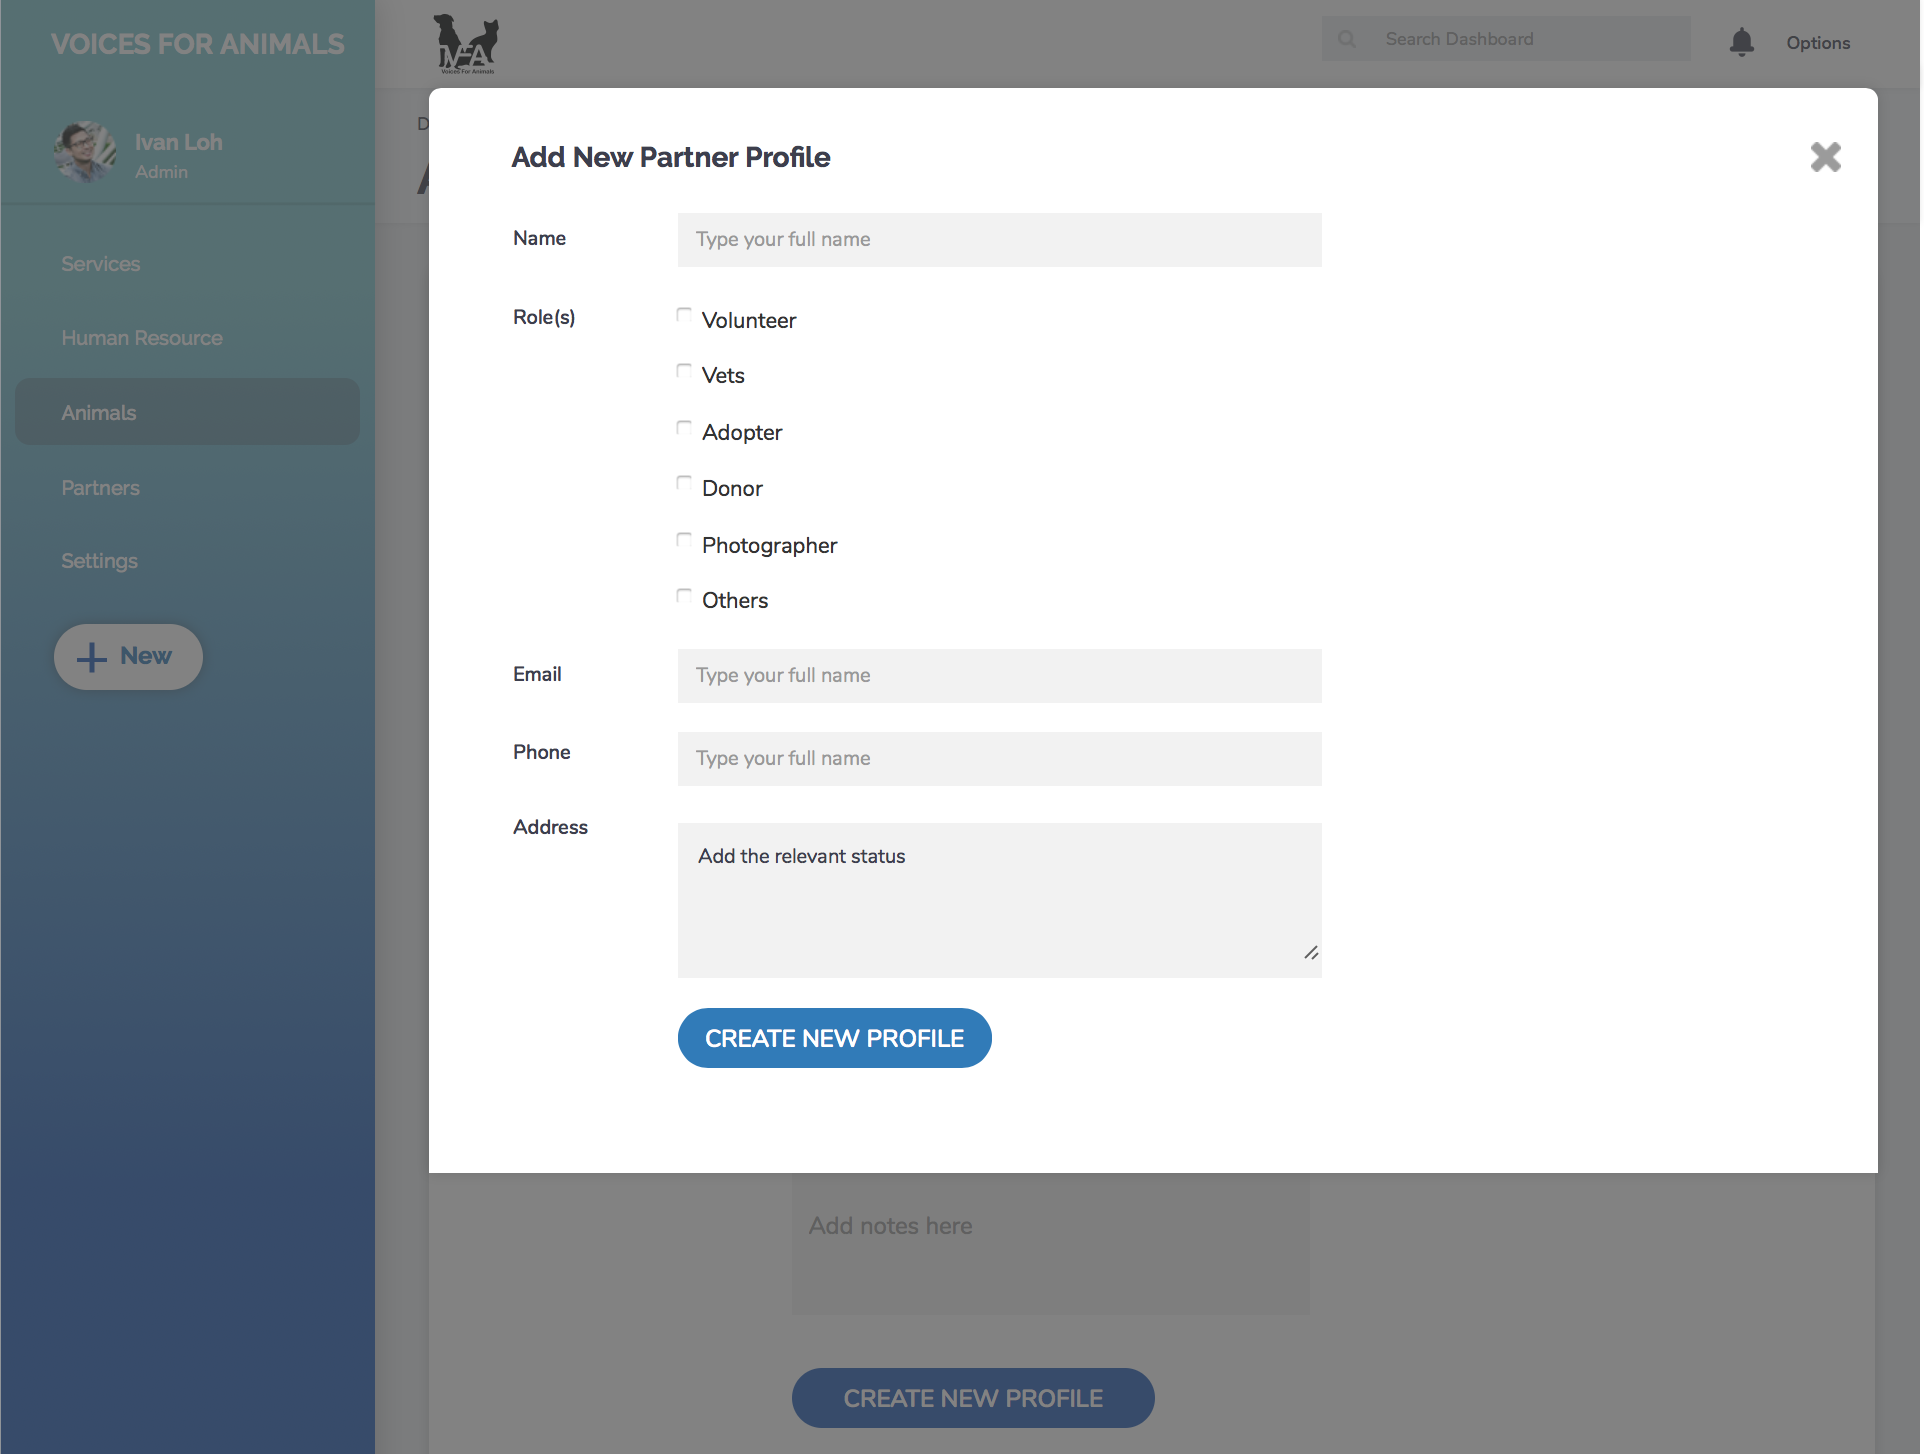 VOICES FOR ANIMALS
Ivan Loh
Admin
Services
Human Resource
Animals
Partners
Settings
New
VFA
Voices For Animals
Search Dashboard
Options
Add New Partner Profile
Name
Type your full name
Role(s)
Volunteer
Vets
Adopter
Donor
Photographer
Others
Email
Type your full name
Phone
Type your full name
Address
Add the relevant status
CREATE NEW PROFILE
Add notes here
CREATE NEW PROFILE